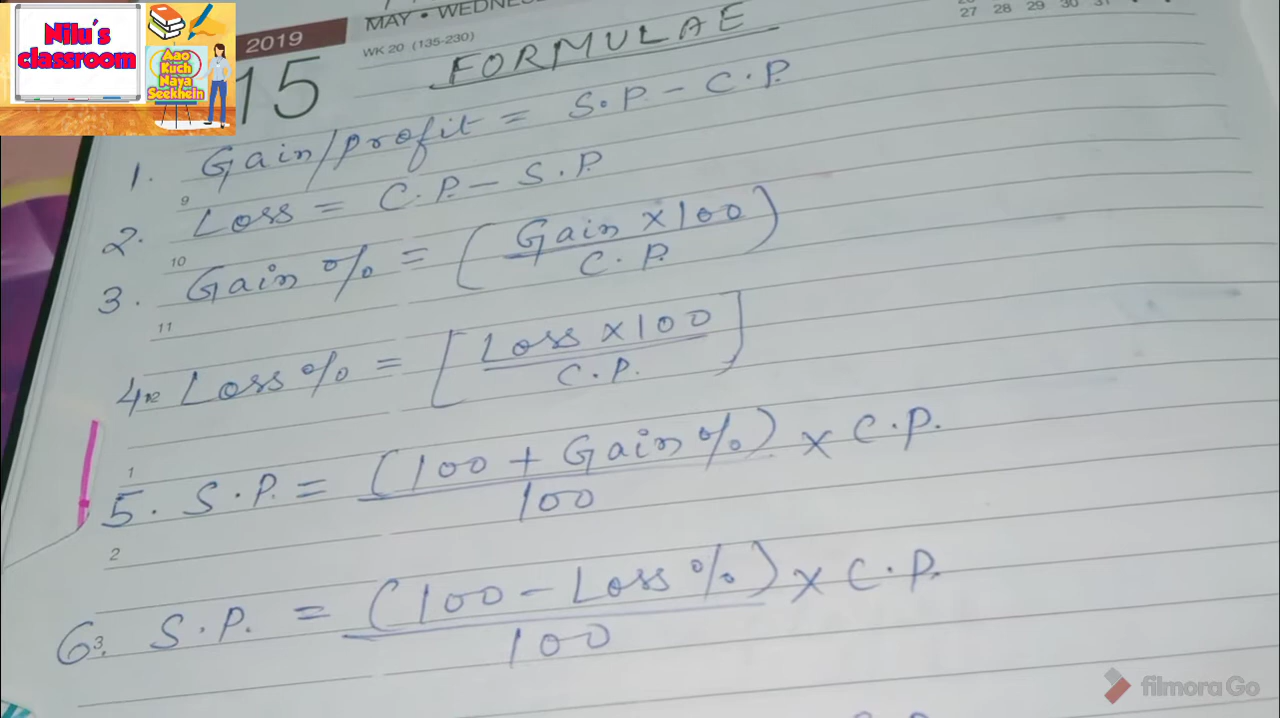 Nilu's
classroom
Aao
Kuch
Naya
Seekhein
2019
MAY • WEDNES
WK 20 (135-230)
27 28 29 30 31
15
FORMULAE
1. Gain/profit = S.P. - C.P.
9
2. Loss = C.P. - S.P.
10
3. Gain % = (Gain × 100
C.P.)
11
4. Loss % = [Loss × 100
C.P.]
12
1
5. S.P. = (100 + Gain %) × C.P.
100
2
6. S.P. = (100 - Loss %) × C.P.
3
100
filmora Go